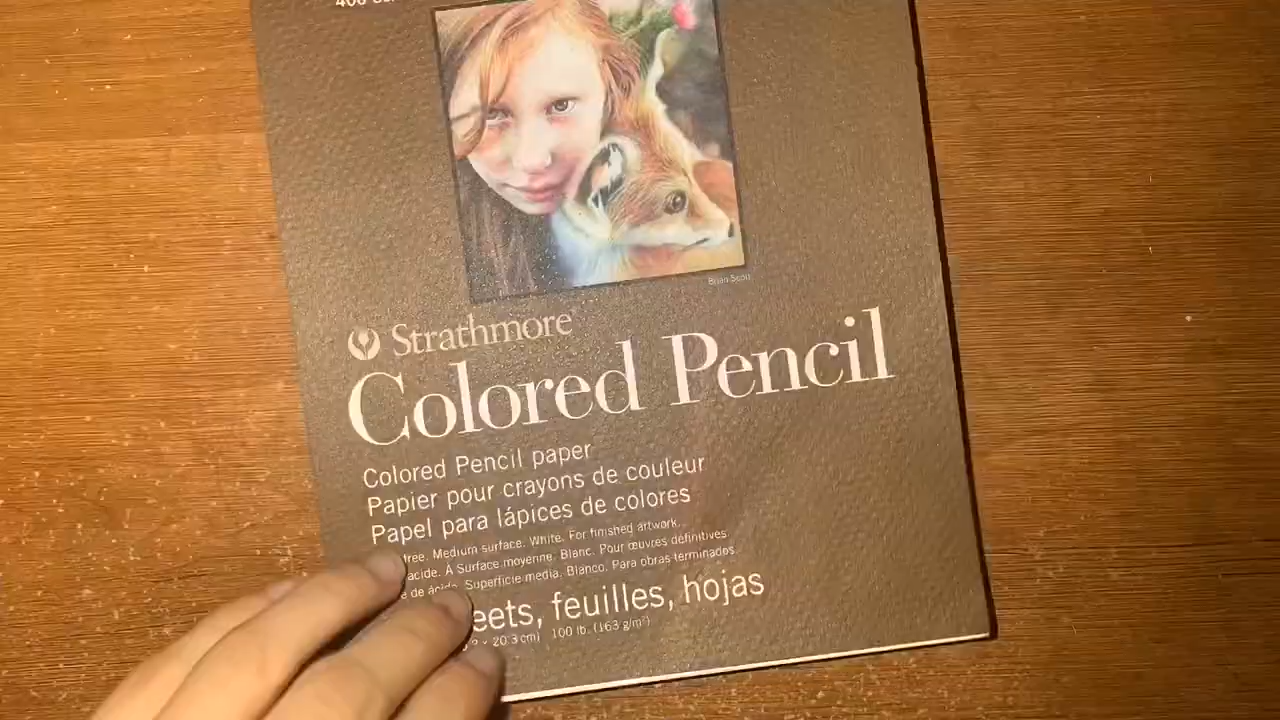 400
Brian Scott
Strathmore
Colored Pencil
Colored Pencil paper
Papier pour crayons de couleur
Papel para lápices de colores
free. Medium surface. White. For finished artwork.
acide. À Surface moyenne. Blanc. Pour œuvres définitives.
de ácido. Superficie media. Blanco. Para obras terminados.
eets, feuilles, hojas
20.3 cm) 100 lb. (163 g/m²)